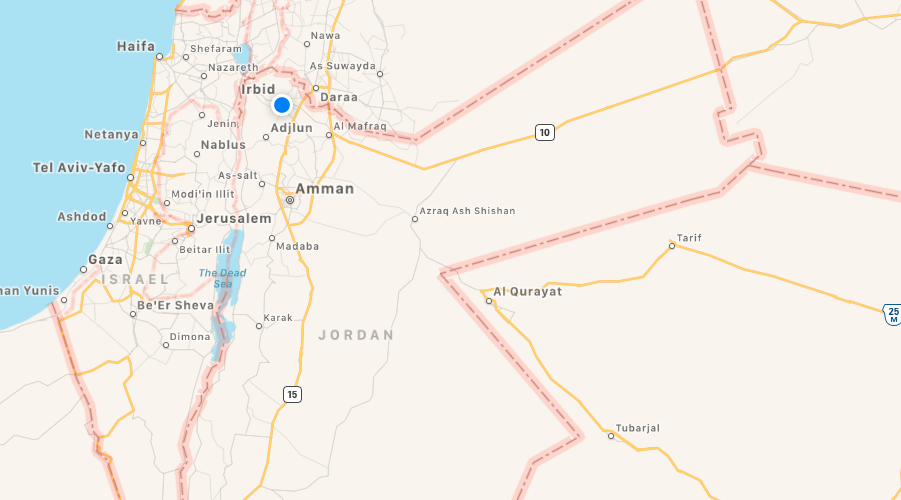 Nawa
Haifa
Shefaram
As Suwayda
Nazareth
Irbid
Daraa
Jenin
Adjlun
Al Mafraq
10
Netanya
Nablus
Tel Aviv-Yafo
As-salt
Amman
Modi'in Illit
Azraq Ash Shishan
Ashdod
Yavne
Jerusalem
Tarif
Beitar Ilit
Madaba
Gaza
The Dead
Sea
ISRAEL
Al Qurayat
han Yunis
Be'Er Sheva
25
M
Karak
Dimona
JORDAN
15
Tubarjal